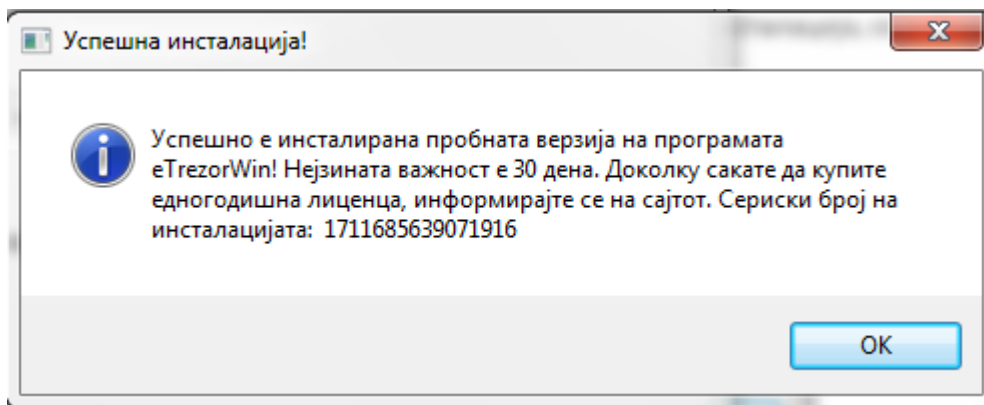 Успешна инсталација!
Успешно е инсталирана пробната верзија на програмата
eTrezorWin! Нејзината важност е 30 дена. Доколку сакате да купите
едногодишна лиценца, информирајте се на сајтот. Сериски број на
инсталацијата:  1711685639071916
OK